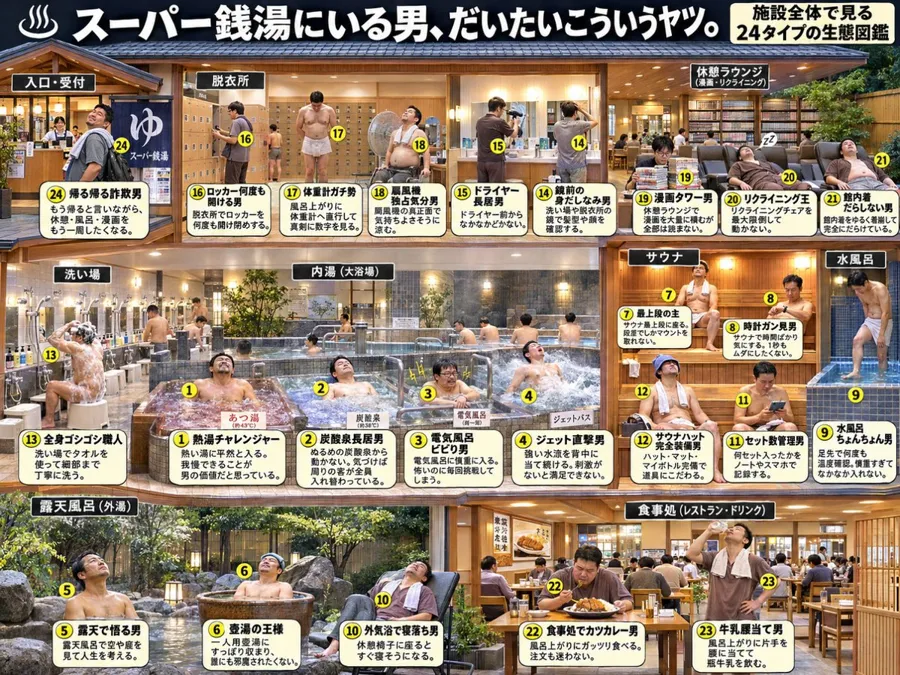 スーパー銭湯にいる男、だいたいこういうヤツ。
施設全体で見る
24タイプの生態図鑑
入口・受付
脱衣所
休憩ラウンジ
(漫画・リクライニング)
ゆ
スーパー銭湯
24
16
17
18
15
14
19
20
21
zZ
24 帰る帰る詐欺男
もう帰ると言いながら、
休憩・風呂・漫画を
もう一周したくなる。
16 ロッカー何度も
開ける男
脱衣所でロッカーを
何度も開け閉めする。
17 体重計ガチ勢
風呂上がりに
体重計へ直行して
真剣に数字を見る。
18 扇風機
独占気分男
扇風機の真正面で
気持ちよさそうに
涼む。
15 ドライヤー
長居男
ドライヤー前から
なかなかどかない。
14 鏡前の
身だしなみ男
洗い場や脱衣所の
鏡で髪型や顔を
確認する。
19 漫画タワー男
休憩ラウンジで
漫画を大量に積むが
全部は読まない。
20 リクライニング王
リクライニングチェアを
最大限倒して
動かない。
21 館内着
だらしない男
館内着をゆるく着崩して
完全にだらけている。
洗い場
内湯(大浴場)
サウナ
水風呂
13
1
2
3
4
7
8
12
11
9
あつ湯
(約43℃)
炭酸泉
(約38℃)
電気風呂
ジェットバス
7 最上段の主
サウナ最上段に座る。
段差でしかマウントを
取れない。
8 時計ガン見男
サウナで時間ばかり
気にする。1秒も
ムダにしたくない。
13 全身ゴシゴシ職人
洗い場でタオルを
使って細部まで
丁寧に洗う。
1 熱湯チャレンジャー
熱い湯に平然と入る。
我慢できることが
男の価値だと思っている。
2 炭酸泉長居男
ぬるめの炭酸泉から
動かない。気づけば
周りの客が全員
入れ替わっている。
3 電気風呂
ビビり男
電気風呂に慎重に入る。
怖いのに毎回挑戦して
しまう。
4 ジェット直撃男
強い水流を背中に
当て続ける。刺激が
ないと満足できない。
12 サウナハット
完全装備男
ハット・マット・
マイボトル完備で
道具にこだわる。
11 セット数管理男
何セット入ったかを
ノートやスマホで
記録する。
9 水風呂
ちょんちょん男
足先で何度も
温度確認。慎重すぎて
なかなか入れない。
露天風呂(外湯)
食事処(レストラン・ドリンク)
5
6
10
22
23
5 露天で悟る男
露天風呂で空や庭を
見て人生を考える。
6 壺湯の王様
一人用壺湯に
すっぽり収まり、
誰にも邪魔されたくない。
10 外気浴で寝落ち男
休憩椅子に座ると
すぐ寝そうになる。
22 食事処でカツカレー男
風呂上がりにガッツリ食べる。
注文も迷わない。
23 牛乳腰当て男
風呂上がりに片手を
腰に当てて
瓶牛乳を飲む。